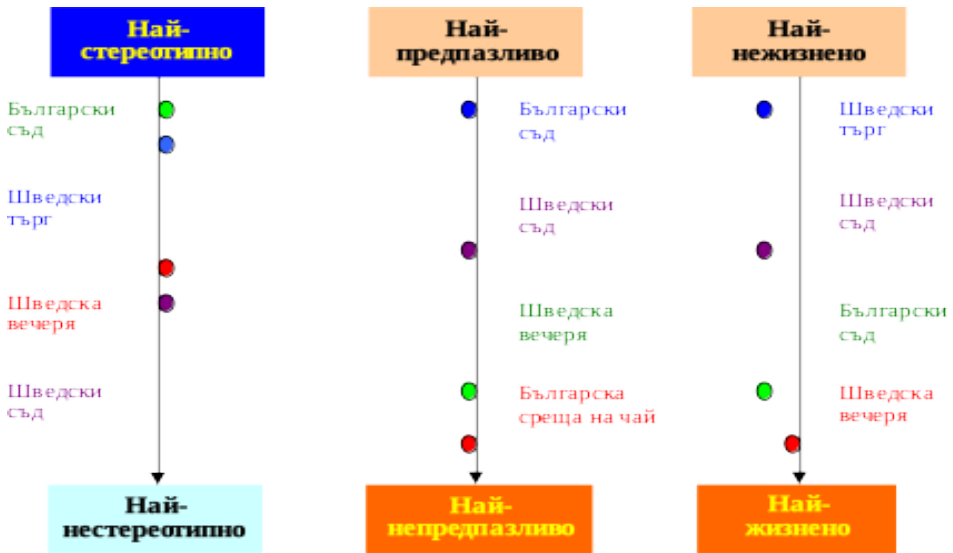 Най-
стереотипно
Български
съд
Шведски
търг
Шведска
вечеря
Шведски
съд
Най-
нестереотипно
Най-
предпазливо
Български
съд
Шведски
съд
Шведска
вечеря
Българска
среща на чай
Най-
непредпазливо
Най-
нежизнено
Шведски
търг
Шведски
съд
Български
съд
Шведска
вечеря
Най-
жизнено